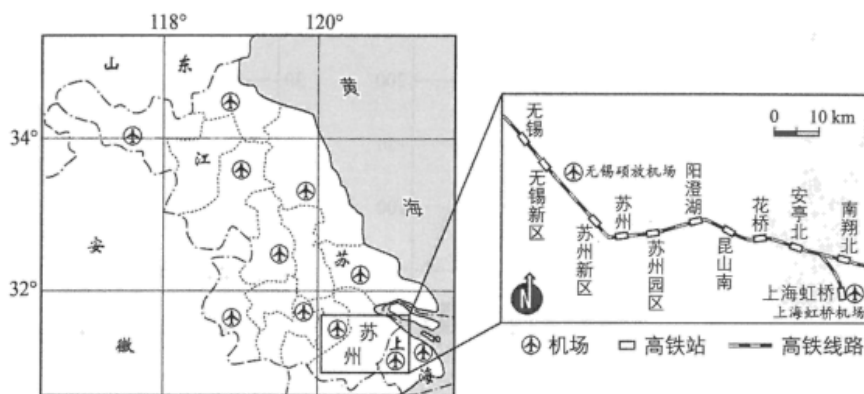 118°
120°
山
东
黄
海
34°
江
苏
安
32°
徽
苏
州
上
海
0 10 km
无锡
无锡硕放机场
无锡新区
苏州新区
苏州
苏州园区
阳澄湖
昆山南
花桥
安亭北
南翔北
上海虹桥
上海虹桥机场
N
机场
高铁站
高铁线路